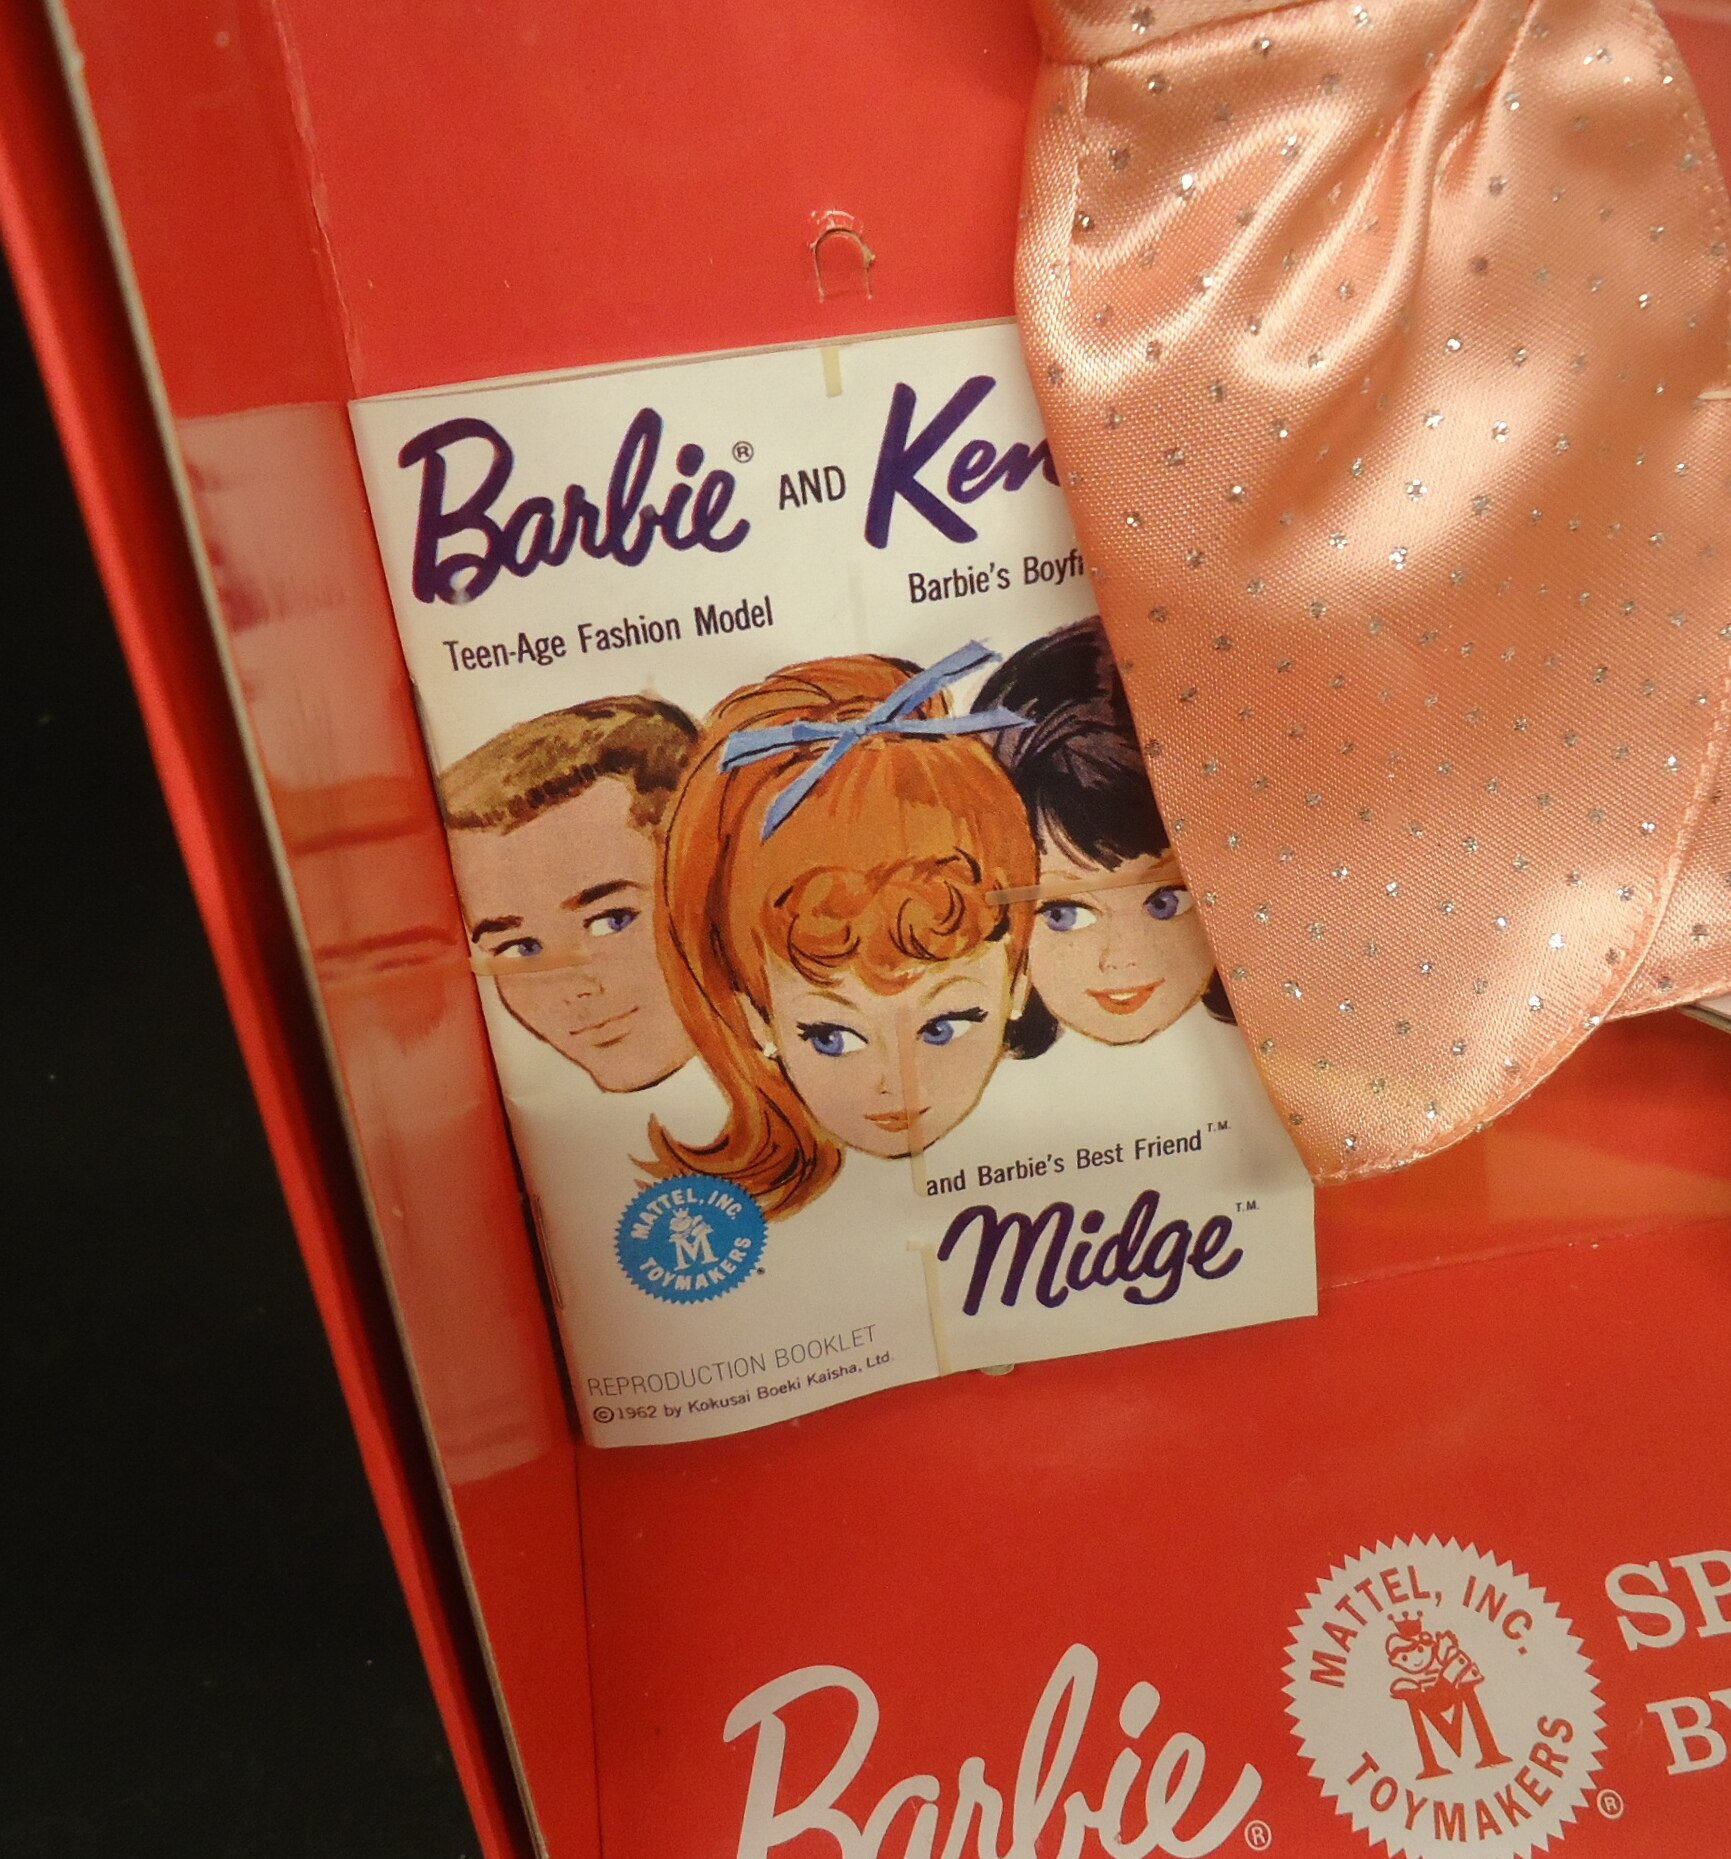 Barbie® AND Ken
Teen-Age Fashion Model
Barbie's Boyfr
and Barbie's Best Friend T.M.
Midge T.M.
MATTEL, INC.
M
TOYMAKERS
REPRODUCTION BOOKLET
©1962 by Kokusai Boeki Kaisha, Ltd.
Barbie®
MATTEL, INC.
M
TOYMAKERS®
SP